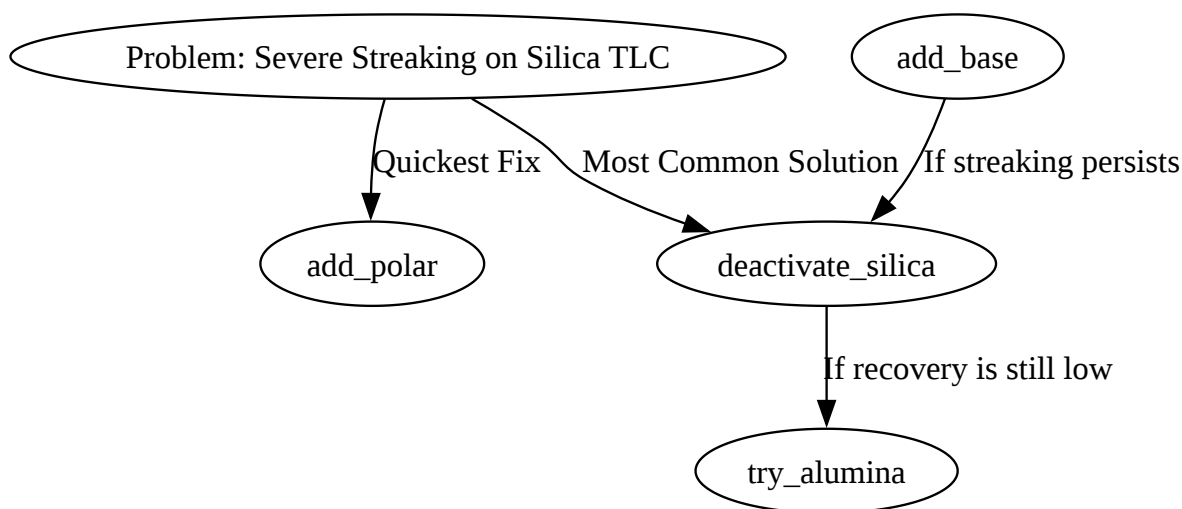 Problem: Severe Streaking on Silica TLC
add_base
Quickest Fix
Most Common Solution
If streaking persists
add_polar
deactivate_silica
If recovery is still low
try_alumina